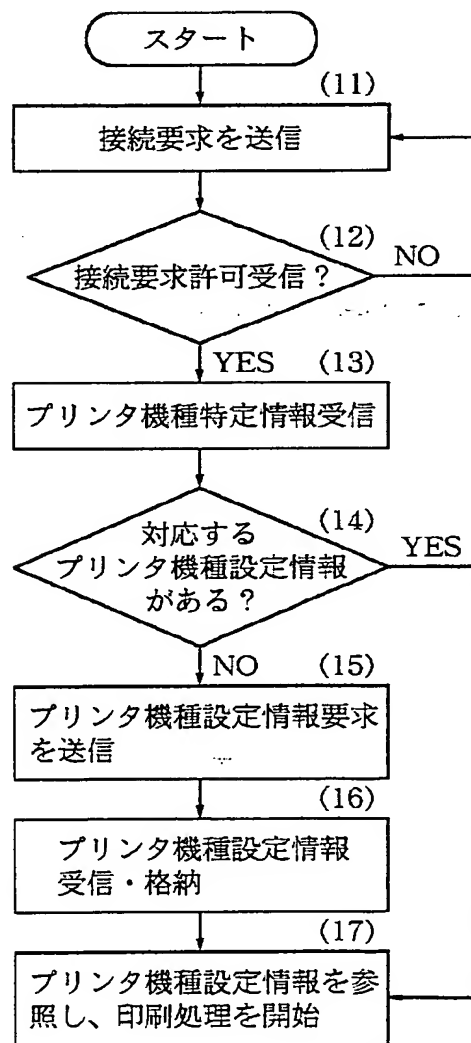 スタート
(11)
接続要求を送信
(12)
接続要求許可受信?
NO
YES
(13)
プリンタ機種特定情報受信
(14)
対応する
プリンタ機種設定情報
がある?
YES
NO
(15)
プリンタ機種設定情報要求
を送信
(16)
プリンタ機種設定情報
受信・格納
(17)
プリンタ機種設定情報を参
照し、印刷処理を開始